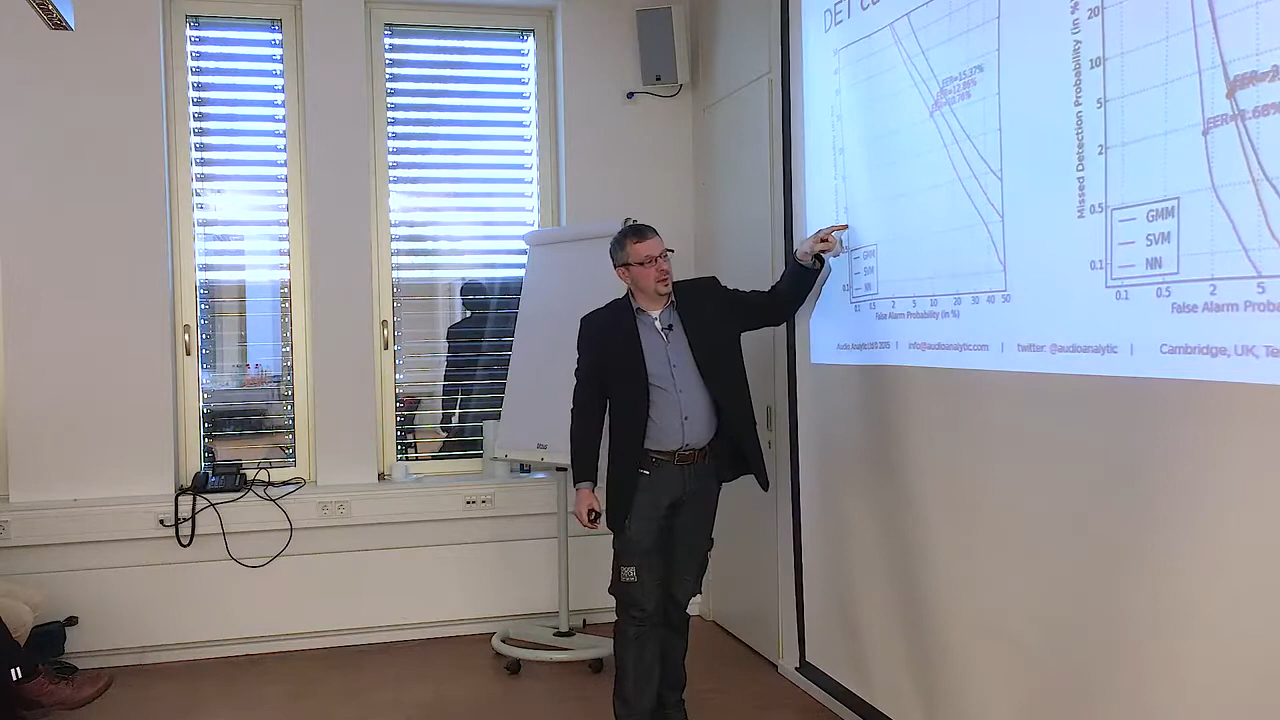 DET cu
EER=15.37%
EER=12.86%
EER=10.76%
GMM
SVM
NN
0.1 0.5 2 5 10 20 30 40 50
False Alarm Probability (in %)
Missed Detection Probability (in %
20
10
5
2
0.5
0.1
GMM
SVM
NN
0.1 0.5 2 5
False Alarm Proba
Audio Analytic Ltd © 2015 | info@audioanalytic.com | twitter: @audioanalytic | Cambridge, UK, Te